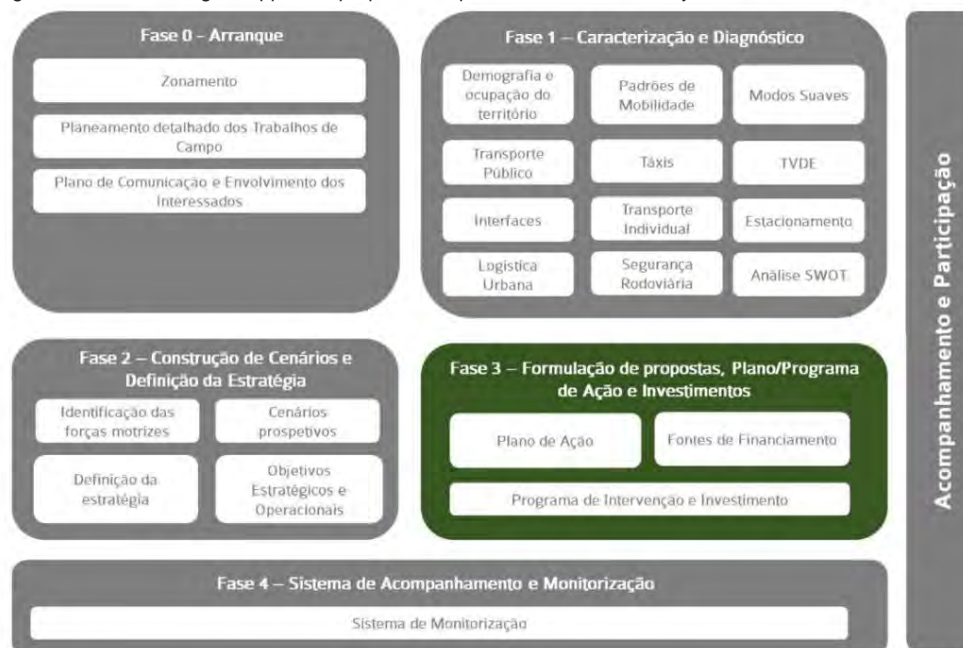 Fase 0 - Arranque
Zonamento
Planeamento detalhado dos Trabalhos de
Campo
Plano de Comunicação e Envolvimento dos
Interessados
Fase 1 – Caracterização e Diagnóstico
Demografia e
ocupação do
território
Padrões de
Mobilidade
Modos Suaves
Transporte
Público
Táxis
TVDE
Interfaces
Transporte
Individual
Estacionamento
Logística
Urbana
Segurança
Rodoviária
Análise SWOT
Fase 2 – Construção de Cenários e
Definição da Estratégia
Identificação das
forças motrizes
Cenários
prospetivos
Definição da
estratégia
Objetivos
Estratégicos e
Operacionais
Fase 3 – Formulação de propostas, Plano/Programa
de Ação e Investimentos
Plano de Ação
Fontes de Financiamento
Programa de Intervenção e Investimento
Fase 4 – Sistema de Acompanhamento e Monitorização
Sistema de Monitorização
Acompanhamento e Participação